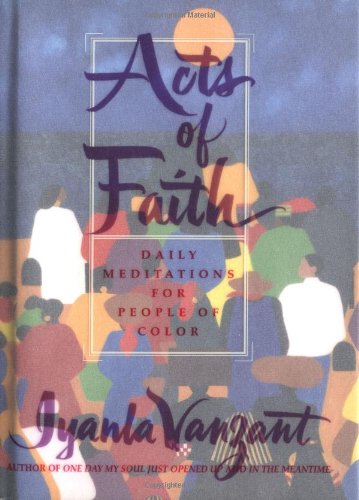 Acts
of
Faith
DAILY
MEDITATIONS
FOR
PEOPLE OF
COLOR
Iyanla Vanzant
AUTHOR OF ONE DAY MY SOUL JUST OPENED UP AND IN THE MEANTIME